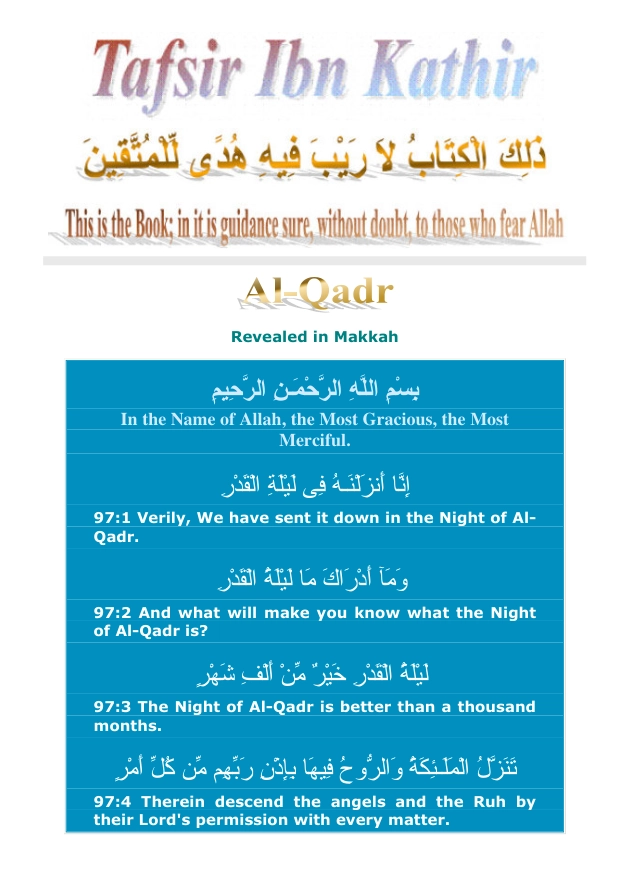 Tafsir Ibn Kathir
ذَلِكَ الْكِتَابُ لاَ رَيْبَ فِيهِ هُدًى لِّلْمُتَّقِينَ
This is the Book; in it is guidance sure, without doubt, to those who fear Allah
Al-Qadr
Revealed in Makkah
بِسْمِ اللَّهِ الرَّحْمَـنِ الرَّحِيمِ
In the Name of Allah, the Most Gracious, the Most
Merciful.
إِنَّا أَنزَلْنَـهُ فِى لَيْلَةِ الْقَدْرِ
97:1 Verily, We have sent it down in the Night of Al-
Qadr.
وَمَآ أَدْرَاكَ مَا لَيْلَةُ الْقَدْرِ
97:2 And what will make you know what the Night
of Al-Qadr is?
لَيْلَةُ الْقَدْرِ خَيْرٌ مِّنْ أَلْفِ شَهْرٍ
97:3 The Night of Al-Qadr is better than a thousand
months.
تَنَزَّلُ الْمَلَـئِكَةُ وَالرُّوحُ فِيهَا بِإِذْنِ رَبِّهِم مِّن كُلِّ أَمْرٍ
97:4 Therein descend the angels and the Ruh by
their Lord's permission with every matter.